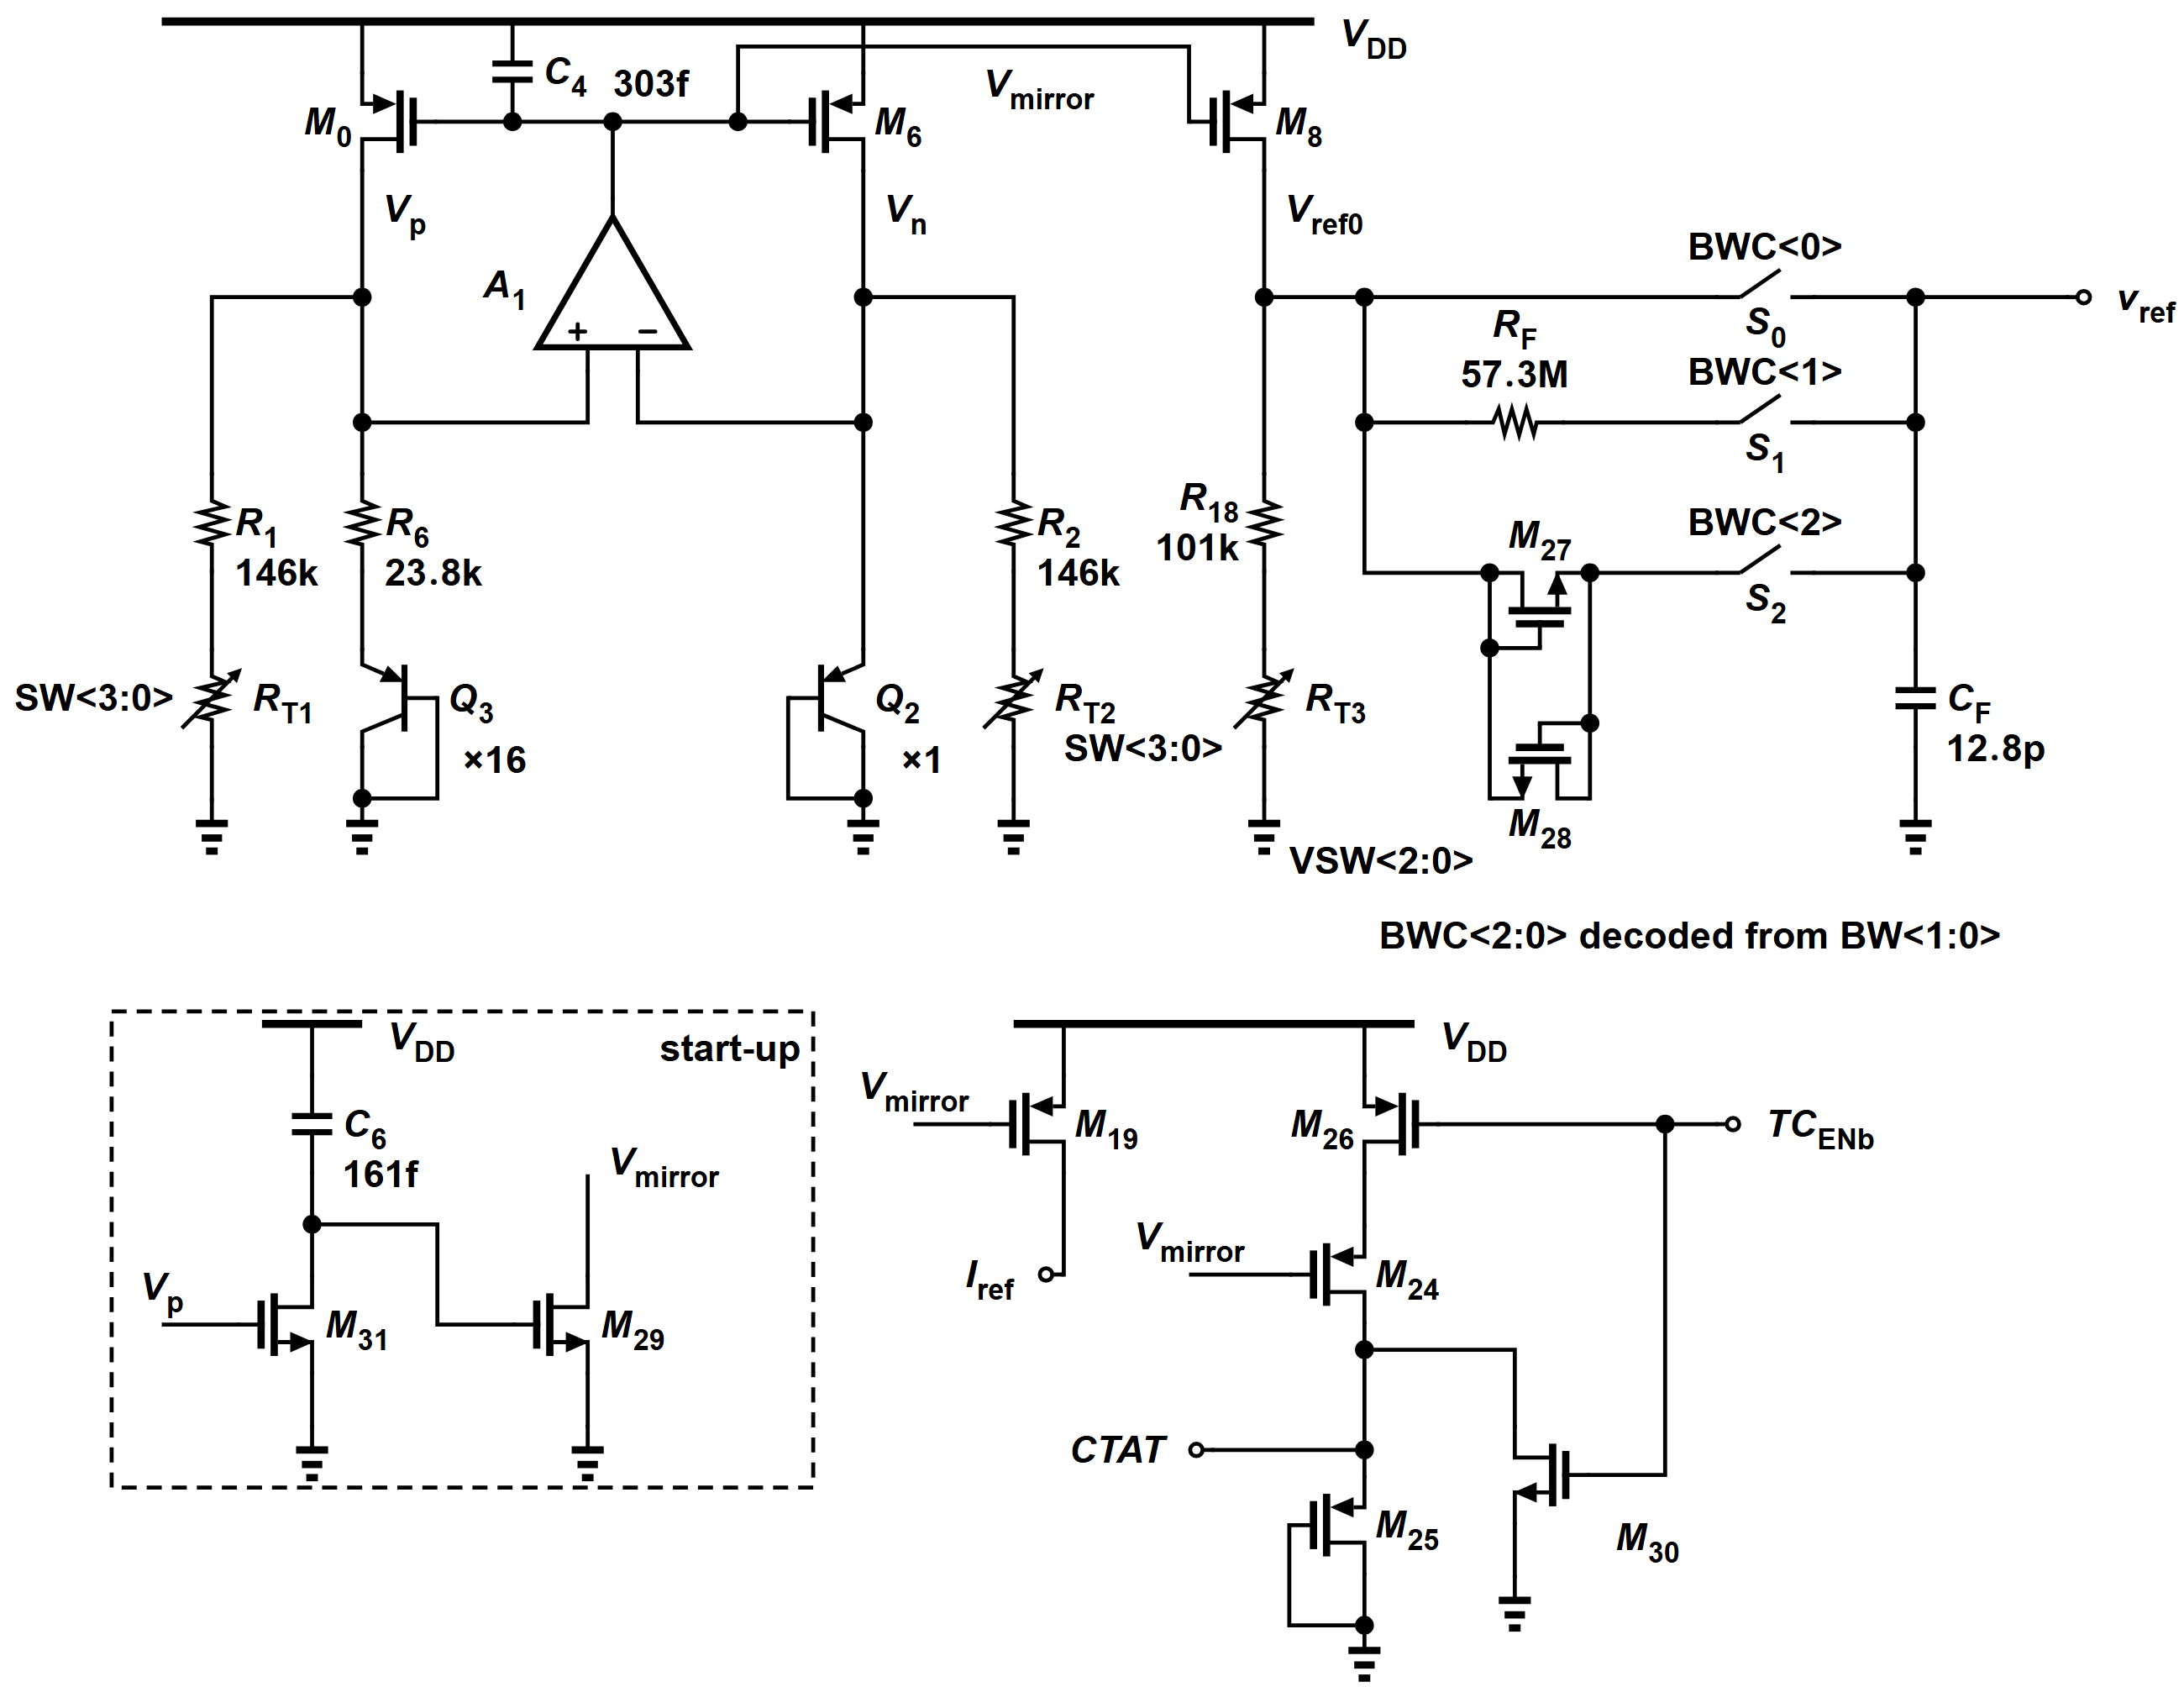 VDD
C4 303f
M0
M6
Vmirror
M8
Vp
Vn
Vref0
A1
+ −
BWC<0>
S0
vref
RF
57.3M
BWC<1>
S1
R1
146k
R6
23.8k
R2
146k
R18
101k
M27
BWC<2>
S2
SW<3:0>
RT1
Q3
×16
Q2
×1
RT2
SW<3:0>
RT3
CF
12.8p
M28
VSW<2:0>
BWC<2:0> decoded from BW<1:0>
VDD
start-up
C6
161f
Vmirror
Vp
M31
M29
VDD
Vmirror
M19
M26
TCENb
Iref
Vmirror
M24
CTAT
M25
M30